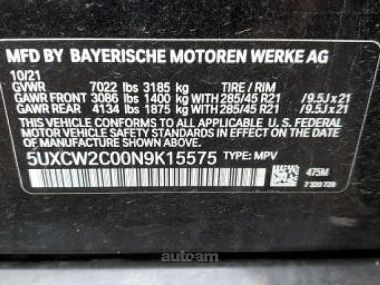 MFD BY BAYERISCHE MOTOREN WERKE AG
10/21
GVWR 7022 lbs 3185 kg TIRE / RIM
GAWR FRONT 3086 lbs 1400 kg WITH 285/45 R21 /9.5J x 21
GAWR REAR 4134 lbs 1875 kg WITH 285/45 R21 /9.5J x 21
THIS VEHICLE CONFORMS TO ALL APPLICABLE U. S. FEDERAL
MOTOR VEHICLE SAFETY STANDARDS IN EFFECT ON THE DATE OF
MANUFACTURE SHOWN ABOVE.
5UXCW2C00N9K15575 TYPE: MPV
475M
7 320 729
autoam